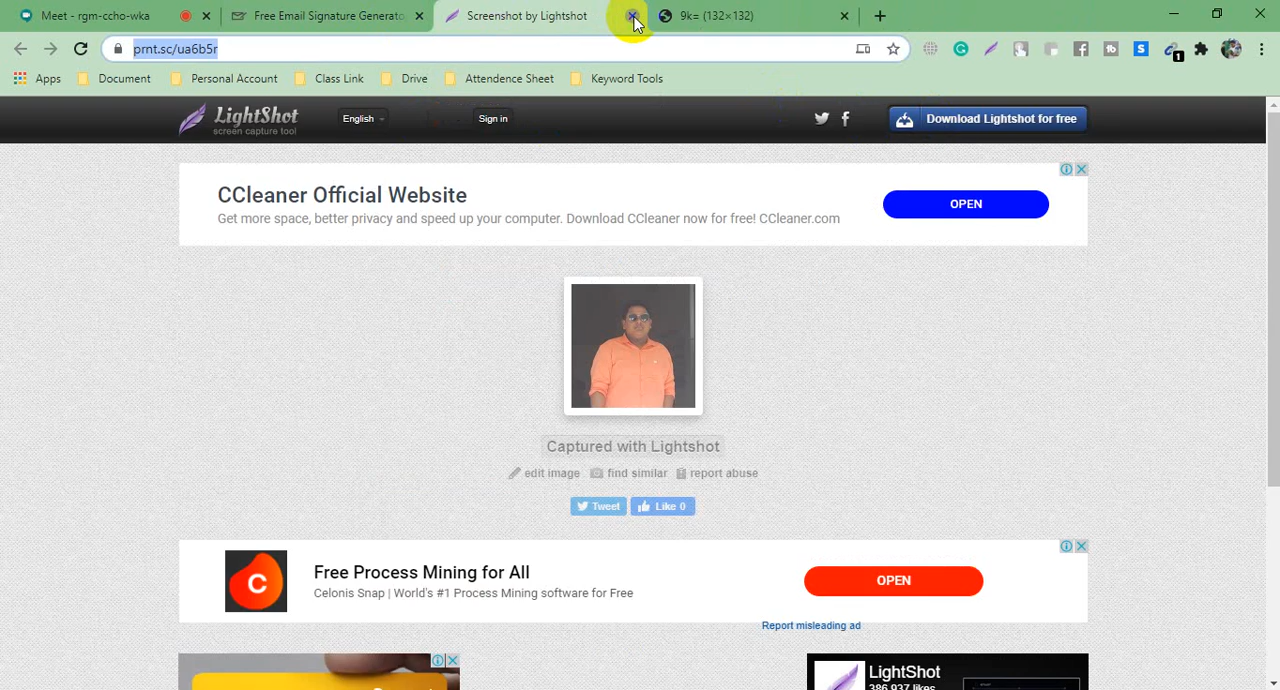 Meet - rgm-ccho-wka
Free Email Signature Generato
Screenshot by Lightshot
9k= (132×132)
prnt.sc/ua6b5r
1
Apps
Document
Personal Account
Class Link
Drive
Attendence Sheet
Keyword Tools
LightShot
screen capture tool
English
Sign in
Download Lightshot for free
CCleaner Official Website
Get more space, better privacy and speed up your computer. Download CCleaner now for free! CCleaner.com
OPEN
Captured with Lightshot
edit image
find similar
report abuse
Tweet
Like 0
Free Process Mining for All
Celonis Snap | World's #1 Process Mining software for Free
OPEN
Report misleading ad
LightShot
386,937 likes